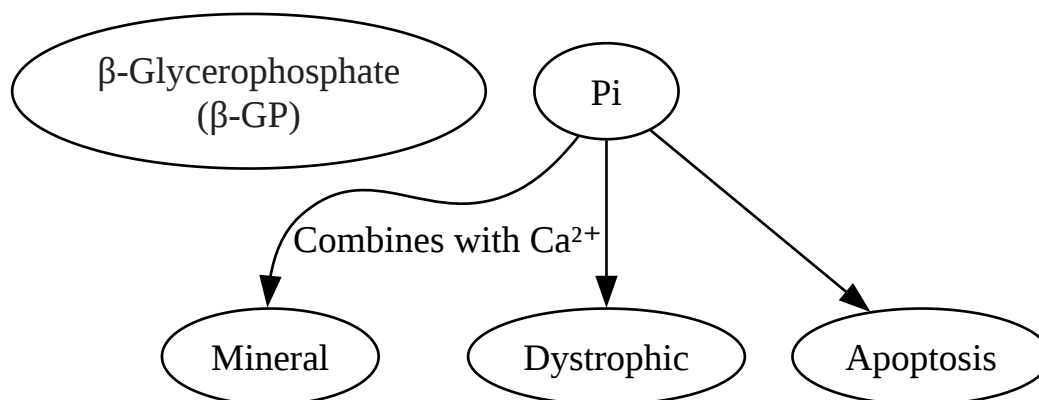 β-Glycerophosphate
(β-GP)
Pi
Combines with Ca²⁺
Mineral
Dystrophic
Apoptosis